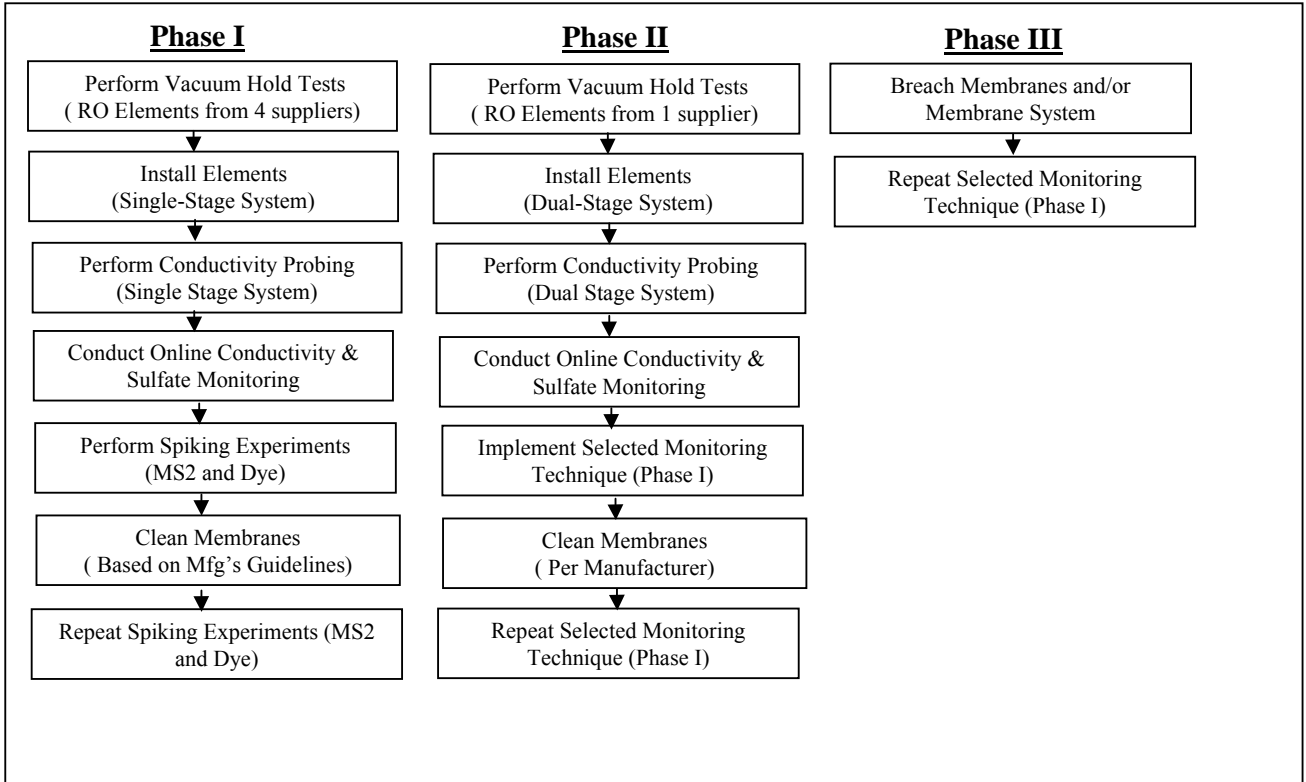 Phase I
Perform Vacuum Hold Tests
( RO Elements from 4 suppliers)
Install Elements
(Single-Stage System)
Perform Conductivity Probing
(Single Stage System)
Conduct Online Conductivity &
Sulfate Monitoring
Perform Spiking Experiments
(MS2 and Dye)
Clean Membranes
( Based on Mfg's Guidelines)
Repeat Spiking Experiments (MS2
and Dye)
Phase II
Perform Vacuum Hold Tests
( RO Elements from 1 supplier)
Install Elements
(Dual-Stage System)
Perform Conductivity Probing
(Dual Stage System)
Conduct Online Conductivity &
Sulfate Monitoring
Implement Selected Monitoring
Technique (Phase I)
Clean Membranes
( Per Manufacturer)
Repeat Selected Monitoring
Technique (Phase I)
Phase III
Breach Membranes and/or
Membrane System
Repeat Selected Monitoring
Technique (Phase I)